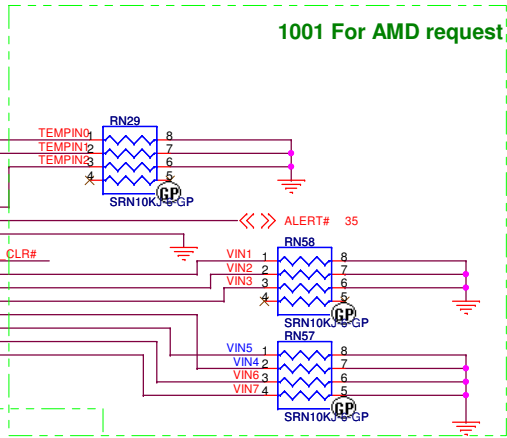 1001 For AMD request
RN29
TEMPIN0 1 8
TEMPIN1 2 7
TEMPIN2 3 6
4 5
GP
SRN10KJ-6-GP
ALERT# 35
CLR#
RN58
VIN1 1 8
VIN2 2 7
VIN3 3 6
4 5
GP
SRN10KJ-6-GP
RN57
VIN5 1 8
VIN4 2 7
VIN6 3 6
VIN7 4 5
GP
SRN10KJ-6-GP